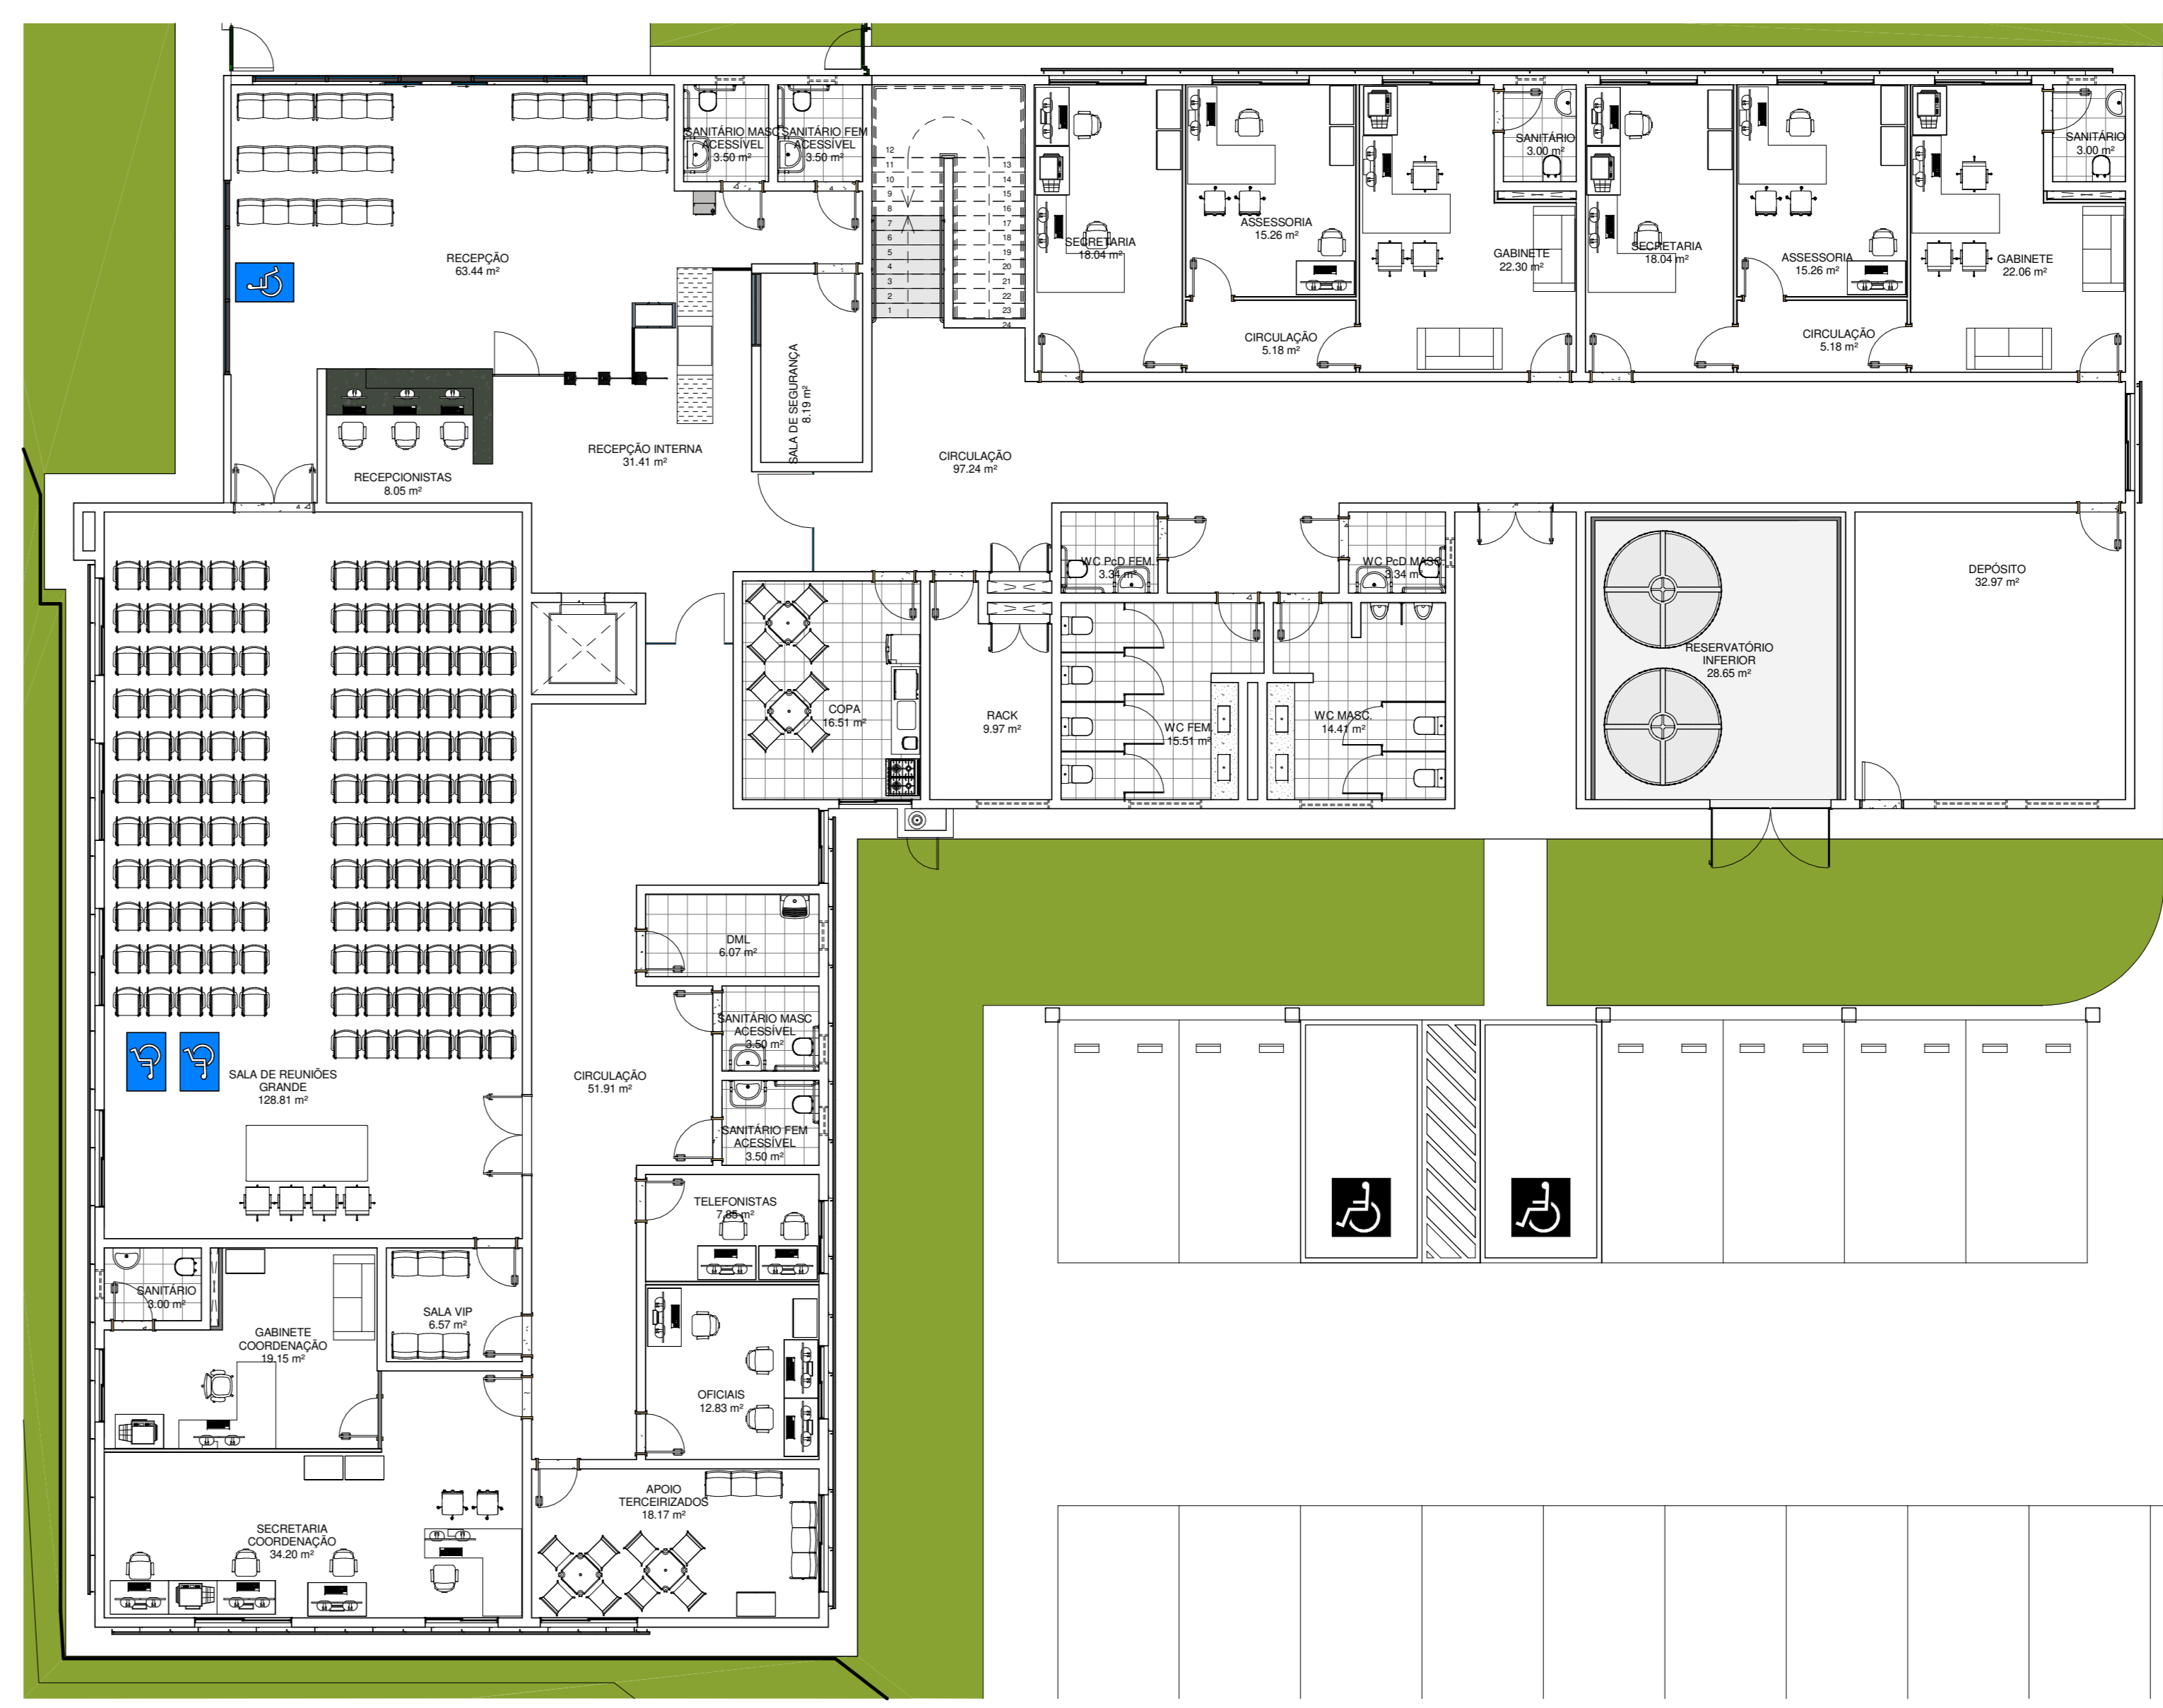 SANITÁRIO MASC
ACESSÍVEL
3.50 m²
SANITÁRIO FEM
ACESSÍVEL
3.50 m²
12
11
10
9
8
7
6
5
4
3
2
1
13
14
15
16
17
18
19
20
21
22
23
24
SECRETARIA
18.04 m²
ASSESSORIA
15.26 m²
SANITÁRIO
3.00 m²
GABINETE
22.30 m²
SECRETARIA
18.04 m²
ASSESSORIA
15.26 m²
SANITÁRIO
3.00 m²
GABINETE
22.06 m²
RECEPÇÃO
63.44 m²
CIRCULAÇÃO
5.18 m²
CIRCULAÇÃO
5.18 m²
SALA DE SEGURANÇA
8.19 m²
RECEPÇÃO INTERNA
31.41 m²
CIRCULAÇÃO
97.24 m²
RECEPCIONISTAS
8.05 m²
WC PcD FEM.
3.34 m²
WC PcD MASC.
3.34 m²
DEPÓSITO
32.97 m²
RESERVATÓRIO
INFERIOR
28.65 m²
COPA
16.51 m²
RACK
9.97 m²
WC FEM.
15.51 m²
WC MASC.
14.41 m²
DML
6.07 m²
SANITÁRIO MASC
ACESSÍVEL
3.50 m²
SALA DE REUNIÕES
GRANDE
128.81 m²
CIRCULAÇÃO
51.91 m²
SANITÁRIO FEM
ACESSÍVEL
3.50 m²
TELEFONISTAS
7.85 m²
SANITÁRIO
3.00 m²
SALA VIP
6.57 m²
GABINETE
COORDENAÇÃO
19.15 m²
OFICIAIS
12.83 m²
APOIO
TERCEIRIZADOS
18.17 m²
SECRETARIA
COORDENAÇÃO
34.20 m²